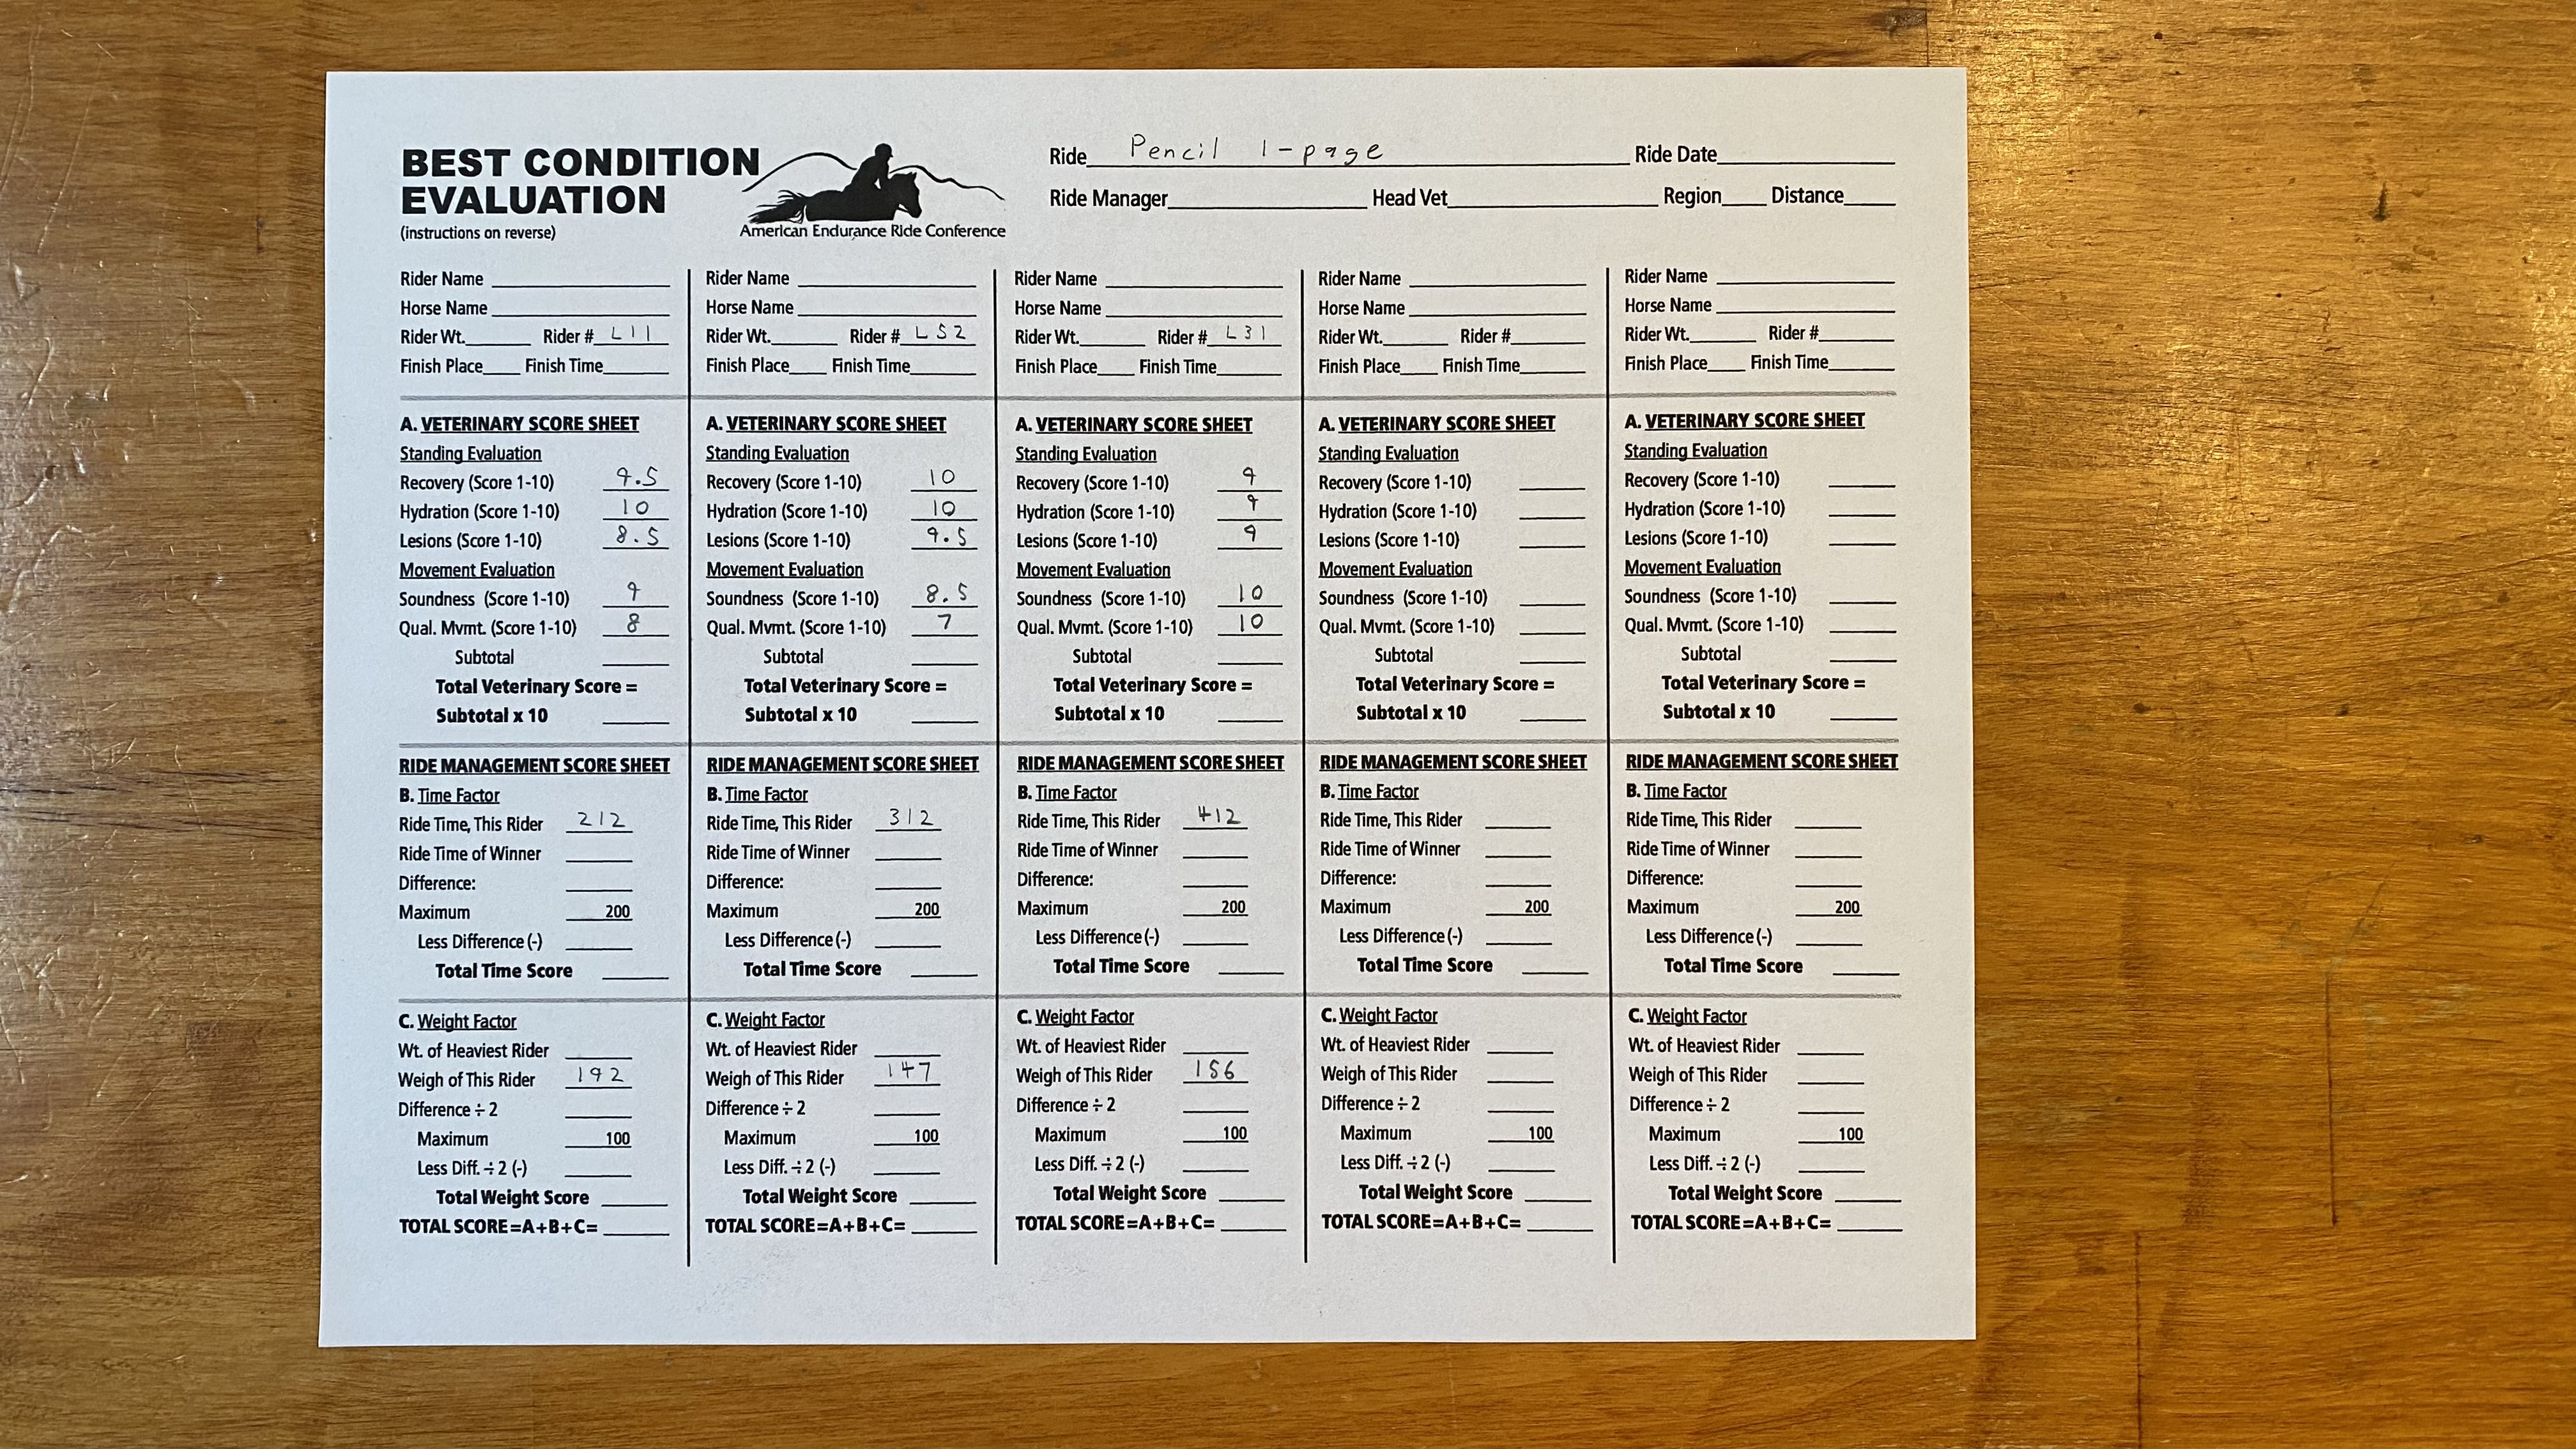 BEST CONDITION
EVALUATION
(instructions on reverse)
American Endurance Ride Conference
Ride Pencil 1-page Ride Date
Ride Manager Head Vet Region Distance
Rider Name
Horse Name
Rider Wt. Rider # L11
Finish Place Finish Time
A. VETERINARY SCORE SHEET
Standing Evaluation
Recovery (Score 1-10) 9.5
Hydration (Score 1-10) 10
Lesions (Score 1-10) 8.5
Movement Evaluation
Soundness (Score 1-10) 9
Qual. Mvmt. (Score 1-10) 8
Subtotal
Total Veterinary Score =
Subtotal x 10
RIDE MANAGEMENT SCORE SHEET
B. Time Factor
Ride Time, This Rider 212
Ride Time of Winner
Difference:
Maximum 200
Less Difference (-)
Total Time Score
C. Weight Factor
Wt. of Heaviest Rider
Weigh of This Rider 192
Difference ÷ 2
Maximum 100
Less Diff. ÷ 2 (-)
Total Weight Score
TOTAL SCORE=A+B+C=
Rider Name
Horse Name
Rider Wt. Rider # L52
Finish Place Finish Time
A. VETERINARY SCORE SHEET
Standing Evaluation
Recovery (Score 1-10) 10
Hydration (Score 1-10) 10
Lesions (Score 1-10) 9.5
Movement Evaluation
Soundness (Score 1-10) 8.5
Qual. Mvmt. (Score 1-10) 7
Subtotal
Total Veterinary Score =
Subtotal x 10
RIDE MANAGEMENT SCORE SHEET
B. Time Factor
Ride Time, This Rider 312
Ride Time of Winner
Difference:
Maximum 200
Less Difference (-)
Total Time Score
C. Weight Factor
Wt. of Heaviest Rider
Weigh of This Rider 147
Difference ÷ 2
Maximum 100
Less Diff. ÷ 2 (-)
Total Weight Score
TOTAL SCORE=A+B+C=
Rider Name
Horse Name
Rider Wt. Rider # L31
Finish Place Finish Time
A. VETERINARY SCORE SHEET
Standing Evaluation
Recovery (Score 1-10) 9
Hydration (Score 1-10) 9
Lesions (Score 1-10) 9
Movement Evaluation
Soundness (Score 1-10) 10
Qual. Mvmt. (Score 1-10) 10
Subtotal
Total Veterinary Score =
Subtotal x 10
RIDE MANAGEMENT SCORE SHEET
B. Time Factor
Ride Time, This Rider 412
Ride Time of Winner
Difference:
Maximum 200
Less Difference (-)
Total Time Score
C. Weight Factor
Wt. of Heaviest Rider
Weigh of This Rider 156
Difference ÷ 2
Maximum 100
Less Diff. ÷ 2 (-)
Total Weight Score
TOTAL SCORE=A+B+C=
Rider Name
Horse Name
Rider Wt. Rider #
Finish Place Finish Time
A. VETERINARY SCORE SHEET
Standing Evaluation
Recovery (Score 1-10)
Hydration (Score 1-10)
Lesions (Score 1-10)
Movement Evaluation
Soundness (Score 1-10)
Qual. Mvmt. (Score 1-10)
Subtotal
Total Veterinary Score =
Subtotal x 10
RIDE MANAGEMENT SCORE SHEET
B. Time Factor
Ride Time, This Rider
Ride Time of Winner
Difference:
Maximum 200
Less Difference (-)
Total Time Score
C. Weight Factor
Wt. of Heaviest Rider
Weigh of This Rider
Difference ÷ 2
Maximum 100
Less Diff. ÷ 2 (-)
Total Weight Score
TOTAL SCORE=A+B+C=
Rider Name
Horse Name
Rider Wt. Rider #
Finish Place Finish Time
A. VETERINARY SCORE SHEET
Standing Evaluation
Recovery (Score 1-10)
Hydration (Score 1-10)
Lesions (Score 1-10)
Movement Evaluation
Soundness (Score 1-10)
Qual. Mvmt. (Score 1-10)
Subtotal
Total Veterinary Score =
Subtotal x 10
RIDE MANAGEMENT SCORE SHEET
B. Time Factor
Ride Time, This Rider
Ride Time of Winner
Difference:
Maximum 200
Less Difference (-)
Total Time Score
C. Weight Factor
Wt. of Heaviest Rider
Weigh of This Rider
Difference ÷ 2
Maximum 100
Less Diff. ÷ 2 (-)
Total Weight Score
TOTAL SCORE=A+B+C=